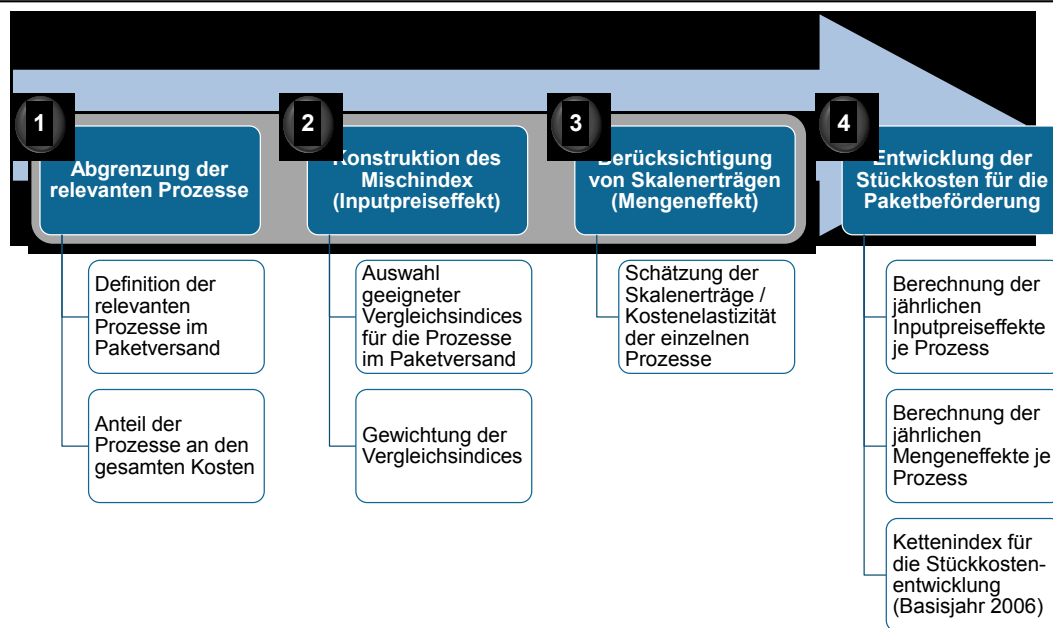 1
Abgrenzung der
relevanten Prozesse
Definition der
relevanten
Prozesse im
Paketversand
Anteil der
Prozesse an den
gesamten Kosten
2
Konstruktion des
Mischindex
(Inputpreiseffekt)
Auswahl
geeigneter
Vergleichsindices
für die Prozesse
im Paketversand
Gewichtung der
Vergleichsindices
3
Berücksichtigung
von Skalenerträgen
(Mengeneffekt)
Schätzung der
Skalenerträge /
Kostenelastizität
der einzelnen
Prozesse
4
Entwicklung der
Stückkosten für die
Paketbeförderung
Berechnung der
jährlichen
Inputpreiseffekte
je Prozess
Berechnung der
jährlichen
Mengeneffekte je
Prozess
Kettenindex für
die Stückkosten-
entwicklung
(Basisjahr 2006)